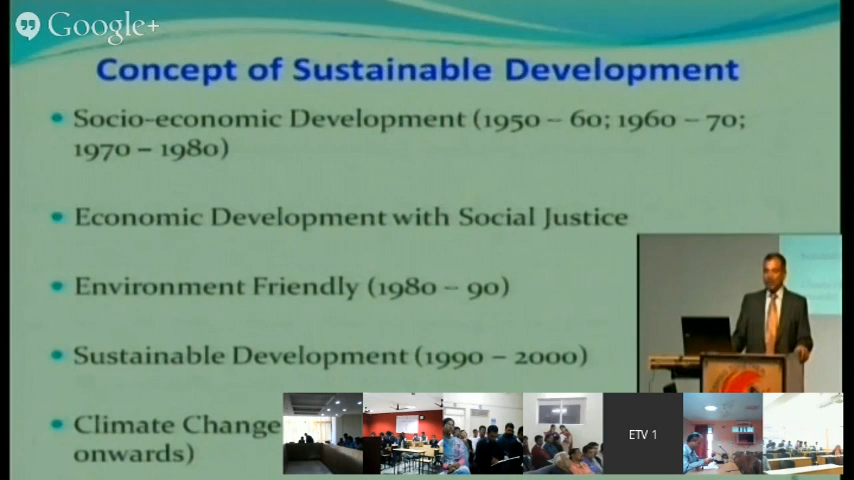 Google+
Concept of Sustainable Development
• Socio-economic Development (1950 – 60; 1960 – 70;
1970 – 1980)
• Economic Development with Social Justice
• Environment Friendly (1980 – 90)
• Sustainable Development (1990 – 2000)
• Climate Change
onwards)
ETV 1